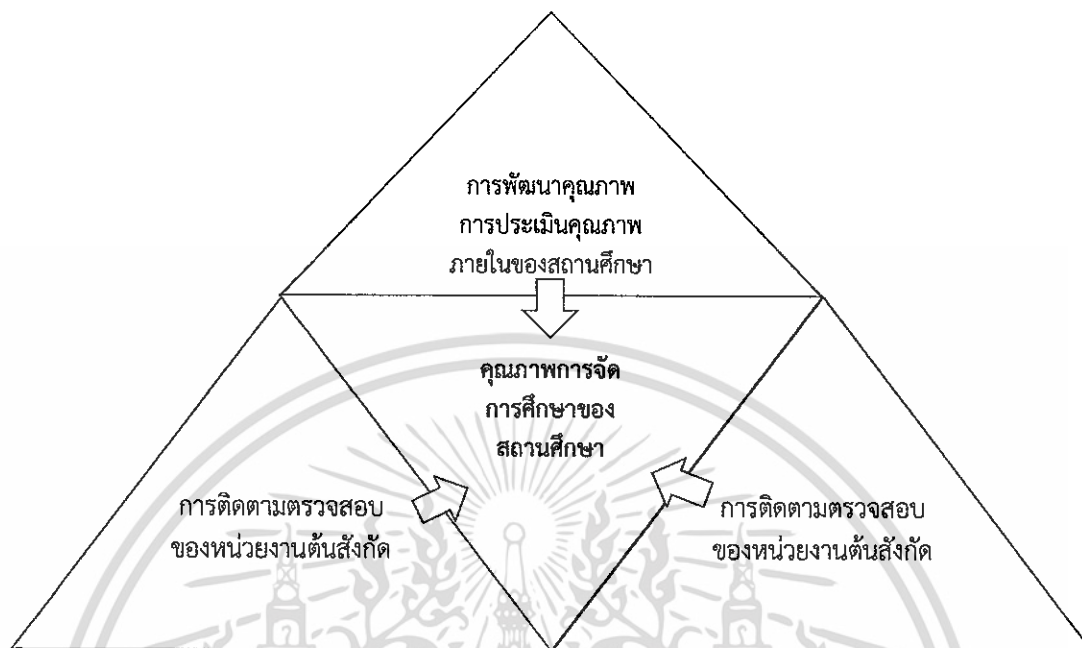 การพัฒนาคุณภาพ
การประเมินคุณภาพ
ภายในของสถานศึกษา
คุณภาพการจัด
การศึกษาของ
สถานศึกษา
การติดตามตรวจสอบ
ของหน่วยงานต้นสังกัด
การติดตามตรวจสอบ
ของหน่วยงานต้นสังกัด